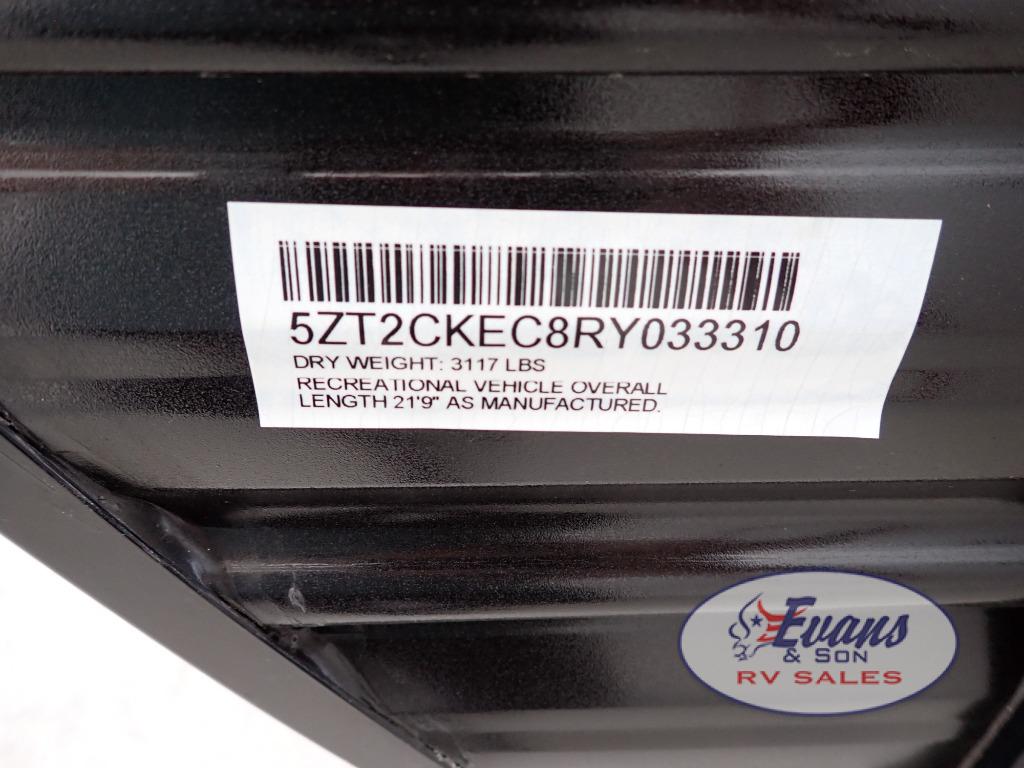 5ZT2CKEC8RY033310
DRY WEIGHT: 3117 LBS
RECREATIONAL VEHICLE OVERALL
LENGTH 21'9" AS MANUFACTURED.
Evans
& SON
RV SALES